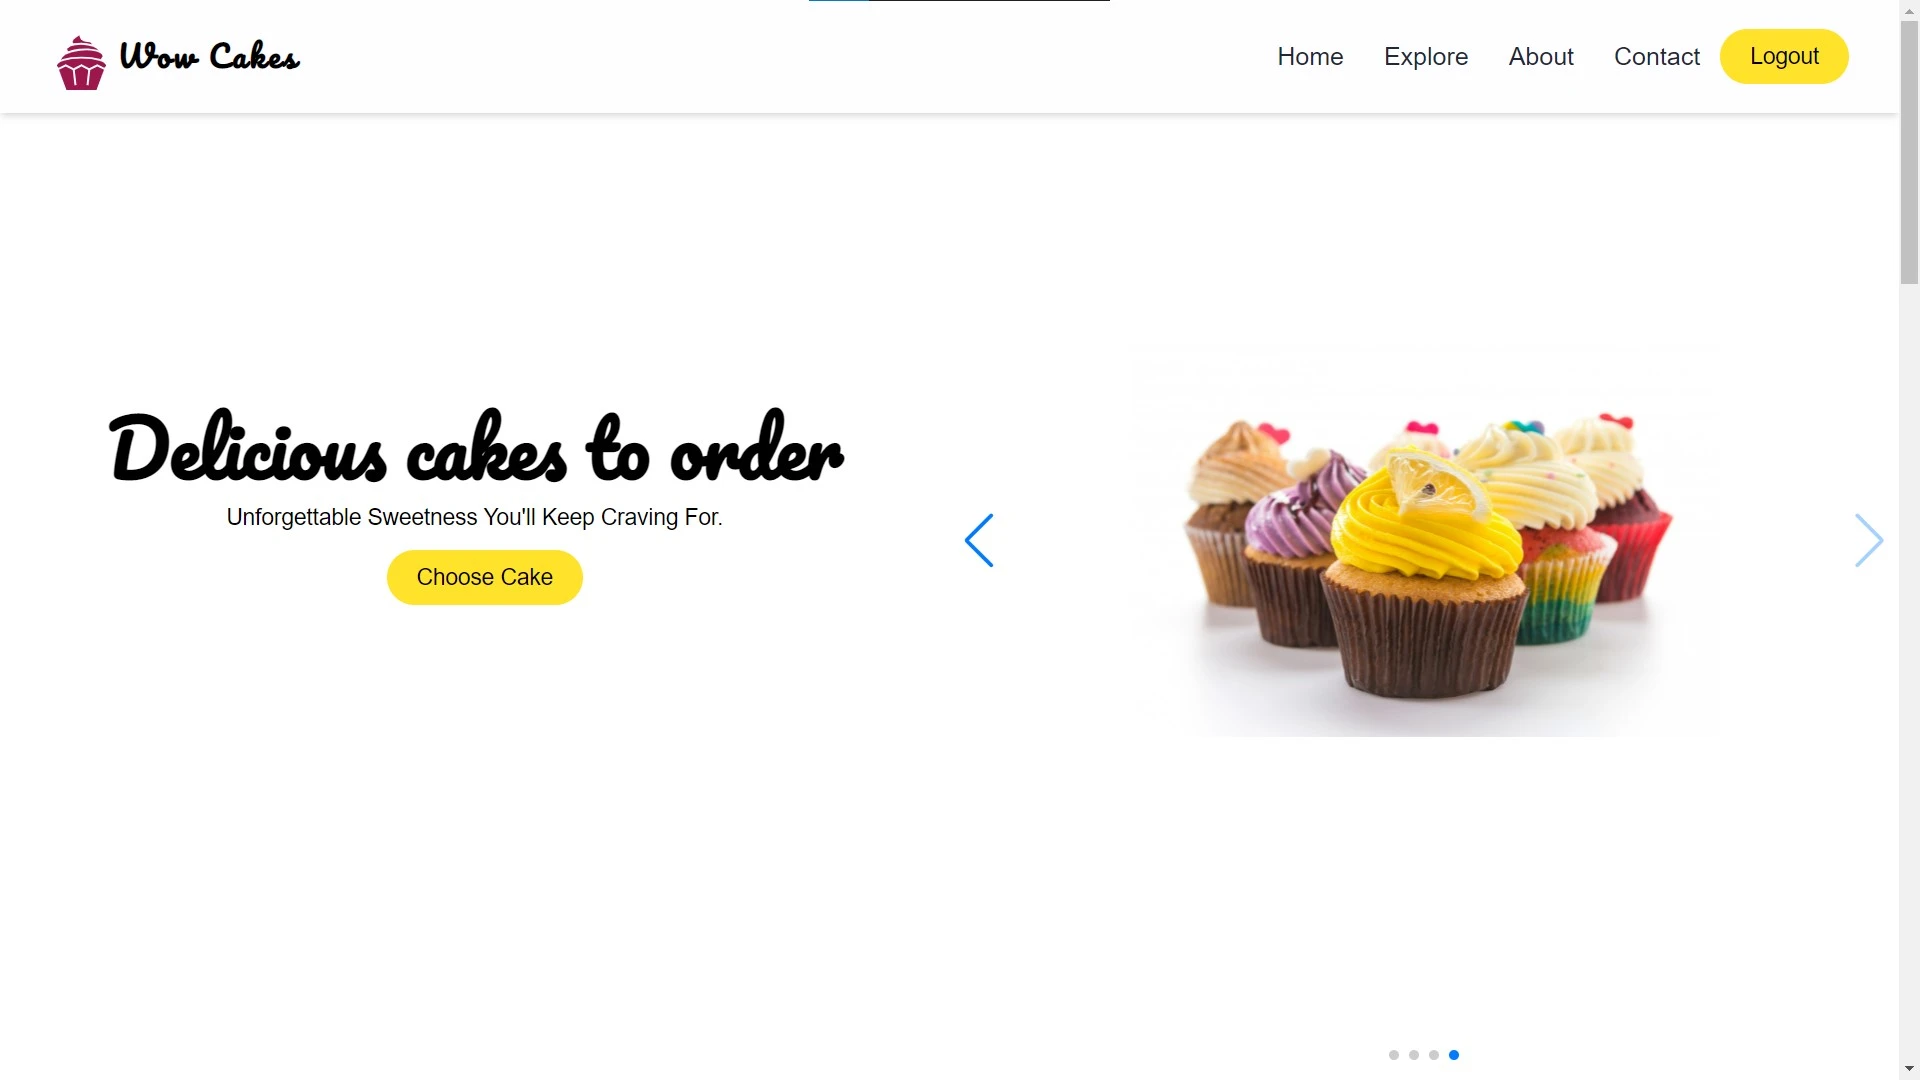 Wow Cakes
Home Explore About Contact Logout
Delicious cakes to order
Unforgettable Sweetness You'll Keep Craving For.
Choose Cake